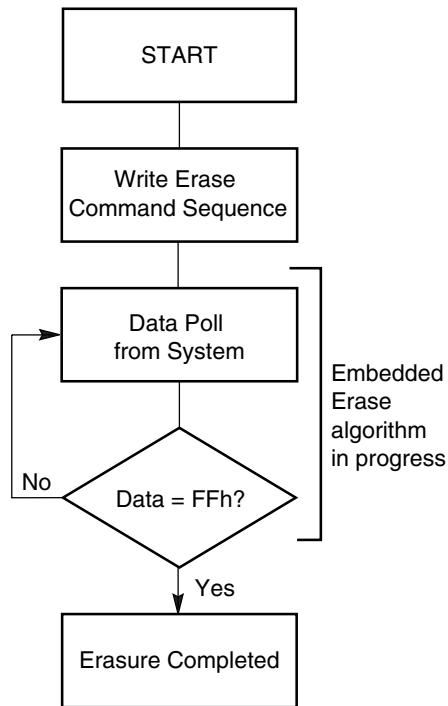 START
Write Erase
Command Sequence
Data Poll
from System
Embedded
Erase
algorithm
in progress
No
Data = FFh?
Yes
Erasure Completed